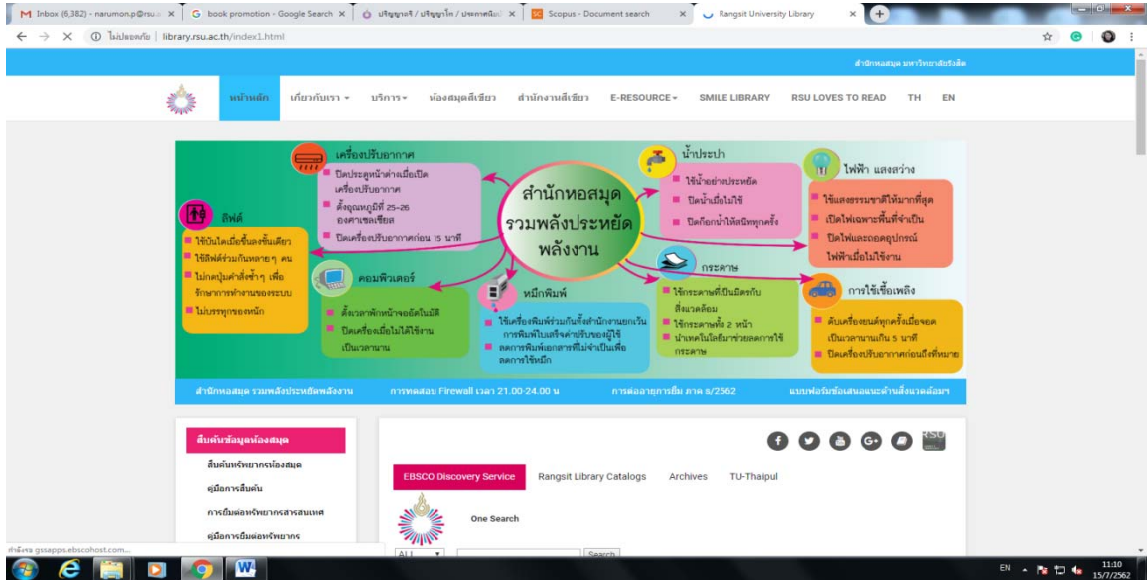 Inbox (6,382) - narumon.p@rsu.a
book promotion - Google Search
ปริญญาตรี / ปริญญาโท / ประกาศนีย
Scopus - Document search
Rangsit University Library
ไม่ปลอดภัย | library.rsu.ac.th/index1.html
สำนักหอสมุด มหาวิทยาลัยรังสิต
หน้าหลัก
เกี่ยวกับเรา
บริการ
ห้องสมุดสีเขียว
สำนักงานสีเขียว
E-RESOURCE
SMILE LIBRARY
RSU LOVES TO READ
TH
EN
สำนักหอสมุด
รวมพลังประหยัด
พลังงาน
เครื่องปรับอากาศ
ปิดประตูหน้าต่างเมื่อเปิด
เครื่องปรับอากาศ
ตั้งอุณหภูมิที่ 25-26
องศาเซลเซียส
ปิดเครื่องปรับอากาศก่อน 15 นาที
น้ำประปา
ใช้น้ำอย่างประหยัด
ปิดน้ำเมื่อไม่ใช้
ปิดก๊อกน้ำให้สนิททุกครั้ง
ไฟฟ้า แสงสว่าง
ใช้แสงธรรมชาติให้มากที่สุด
เปิดไฟเฉพาะพื้นที่จำเป็น
ปิดไฟและถอดอุปกรณ์
ไฟฟ้าเมื่อไม่ใช้งาน
ลิฟต์
ใช้บันไดเมื่อขึ้นลงชั้นเดียว
ใช้ลิฟต์ร่วมกันหลายๆ คน
ไม่กดปุ่มคำสั่งซ้ำๆ เพื่อ
รักษาการทำงานของระบบ
ไม่บรรทุกของหนัก
คอมพิวเตอร์
ตั้งเวลาพักหน้าจออัตโนมัติ
ปิดเครื่องเมื่อไม่ได้ใช้งาน
เป็นเวลานาน
หมึกพิมพ์
ใช้เครื่องพิมพ์ร่วมกันทั้งสำนักงานยกเว้น
การพิมพ์ใบเสร็จค่าปรับของผู้ใช้
ลดการพิมพ์เอกสารที่ไม่จำเป็นเพื่อ
ลดการใช้หมึก
กระดาษ
ใช้กระดาษที่เป็นมิตรกับ
สิ่งแวดล้อม
ใช้กระดาษทั้ง 2 หน้า
นำเทคโนโลยีมาช่วยลดการใช้
กระดาษ
การใช้เชื้อเพลิง
ดับเครื่องยนต์ทุกครั้งเมื่อจอด
เป็นเวลานานเกิน 5 นาที
ปิดเครื่องปรับอากาศก่อนถึงที่หมาย
สำนักหอสมุด รวมพลังประหยัดพลังงาน
การทดสอบ Firewall เวลา 21.00-24.00 น
การต่ออายุการยืม ภาค s/2562
แบบฟอร์มข้อเสนอแนะด้านสิ่งแวดล้อมฯ
สืบค้นข้อมูลห้องสมุด
สืบค้นทรัพยากรห้องสมุด
คู่มือการสืบค้น
การยืมต่อทรัพยากรสารสนเทศ
คู่มือการยืมต่อทรัพยากร
RSU
EBSCO Discovery Service
Rangsit Library Catalogs
Archives
TU-Thaipul
One Search
ALL
Search
กำลังรอ gssapps.ebscohost.com...
EN
11:10
15/7/2562